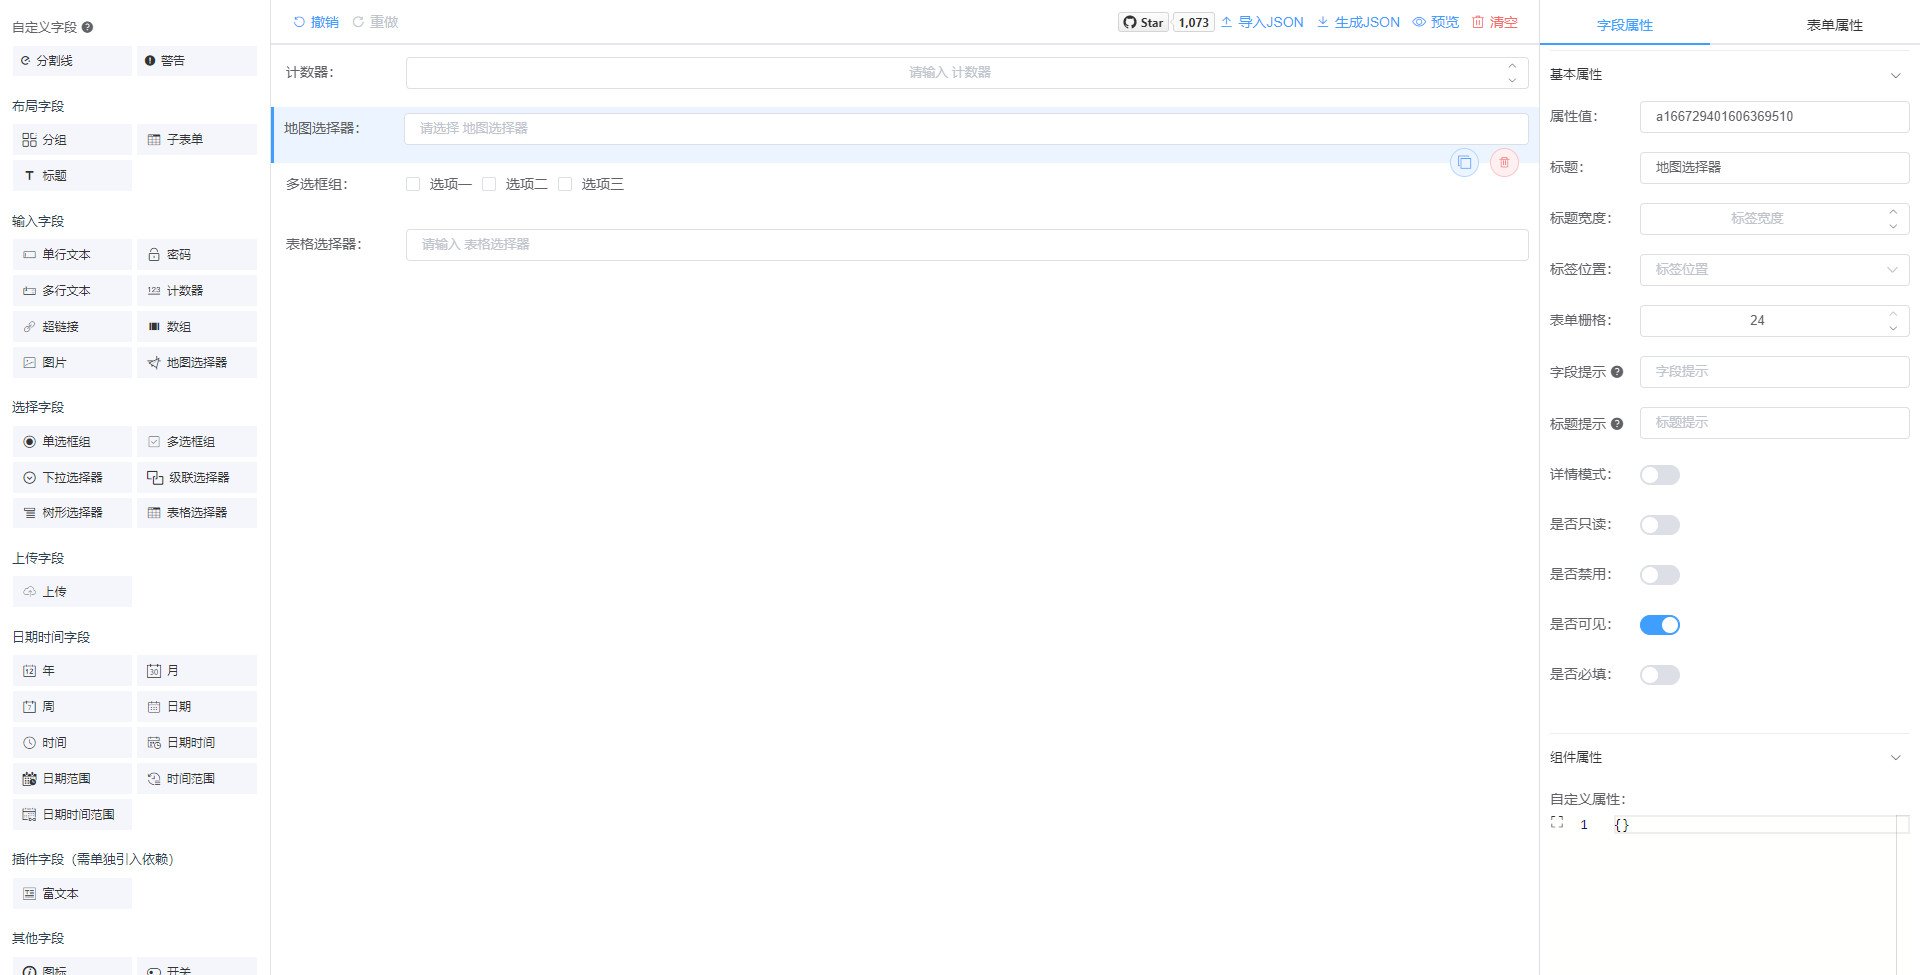 自定义字段
分割线
警告
布局字段
分组
子表单
标题
输入字段
单行文本
密码
多行文本
计数器
超链接
数组
图片
地图选择器
选择字段
单选框组
多选框组
下拉选择器
级联选择器
树形选择器
表格选择器
上传字段
上传
日期时间字段
年
月
周
日期
时间
日期时间
日期范围
时间范围
日期时间范围
插件字段（需单独引入依赖）
富文本
其他字段
图标
开关
撤销
重做
Star
1,073
导入JSON
生成JSON
预览
清空
计数器：
请输入 计数器
地图选择器：
请选择 地图选择器
多选框组：
选项一
选项二
选项三
表格选择器：
请输入 表格选择器
字段属性
表单属性
基本属性
属性值：
a166729401606369510
标题：
地图选择器
标题宽度：
标签宽度
标签位置：
标签位置
表单栅格：
24
字段提示
字段提示
标题提示
标题提示
详情模式：
是否只读：
是否禁用：
是否可见：
是否必填：
组件属性
自定义属性：
1
{}